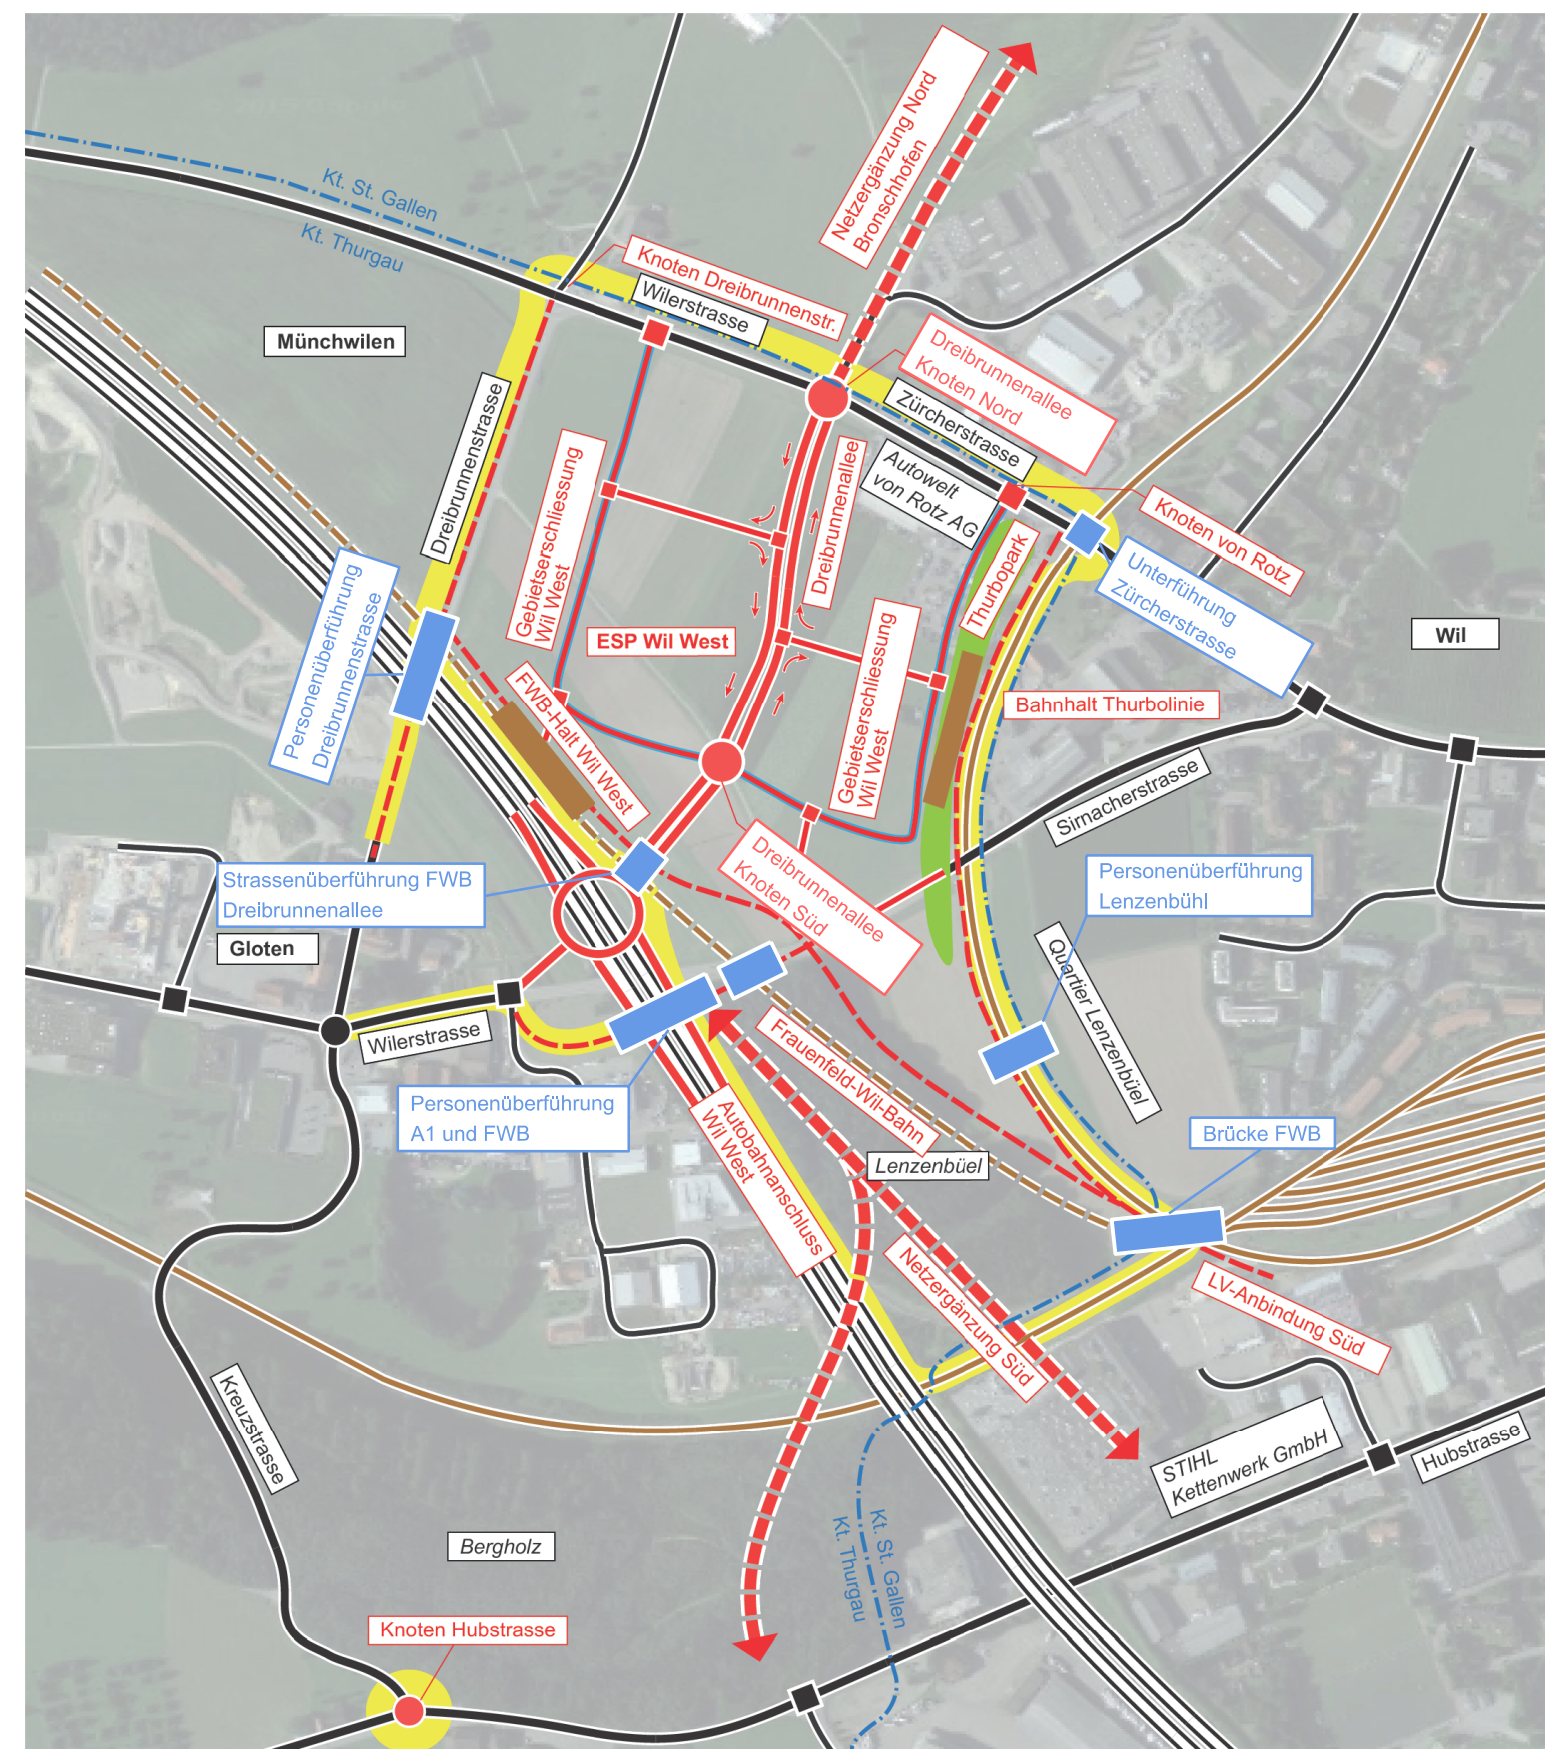 Netzergänzung Nord
Bronschhofen
Kt. St. Gallen
Kt. Thurgau
Knoten Dreibrunnenstr.
Wilerstrasse
Münchwilen
Dreibrunnenallee
Knoten Nord
Zürcherstrasse
Dreibrunnenstrasse
Autowelt
von Rotz AG
Gebietserschliessung
Wil West
Dreibrunnenallee
Knoten von Rotz
Thurbopark
Unterführung
Zürcherstrasse
Personenüberführung
Dreibrunnenstrasse
ESP Wil West
Wil
Gebietserschliessung
Wil West
FWB-Halt Wil West
Bahnhalt Thurbolinie
Sirnacherstrasse
Strassenüberführung FWB
Dreibrunnenallee
Dreibrunnenallee
Knoten Süd
Personenüberführung
Lenzenbühl
Gloten
Quartier Lenzenbüel
Wilerstrasse
Frauenfeld-Wil-Bahn
Personenüberführung
A1 und FWB
Autobahnanschluss
Wil West
Brücke FWB
Lenzenbüel
Netzergänzung Süd
LV-Anbindung Süd
Kreuzstrasse
STIHL
Kettenwerk GmbH
Hubstrasse
Kt. St. Gallen
Kt. Thurgau
Bergholz
Knoten Hubstrasse